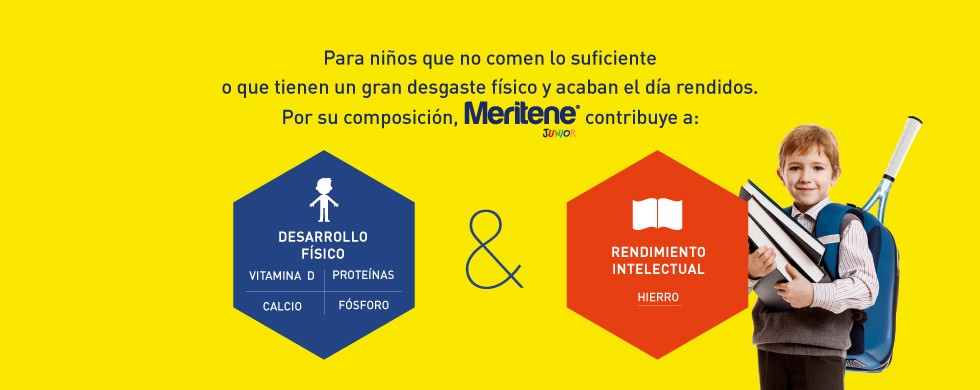 Para niños que no comen lo suficiente
o que tienen un gran desgaste físico y acaban el día rendidos.
Por su composición, Meritene® contribuye a:
JUNIOR
DESARROLLO
FÍSICO
VITAMINA D PROTEÍNAS
CALCIO FÓSFORO
&
RENDIMIENTO
INTELECTUAL
HIERRO